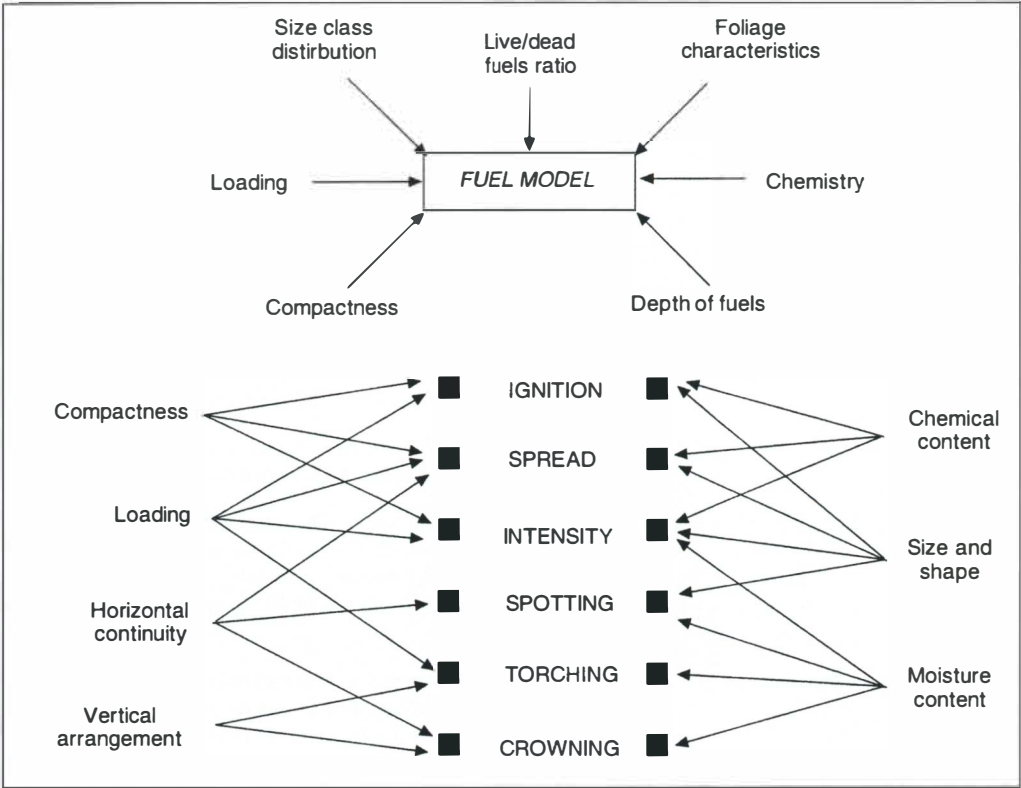 Size class
distirbution
Live/dead
fuels ratio
Foliage
characteristics
Loading
FUEL MODEL
Chemistry
Compactness
Depth of fuels
Compactness
Loading
Horizontal
continuity
Vertical
arrangement
IGNITION
SPREAD
INTENSITY
SPOTTING
TORCHING
CROWNING
Chemical
content
Size and
shape
Moisture
content